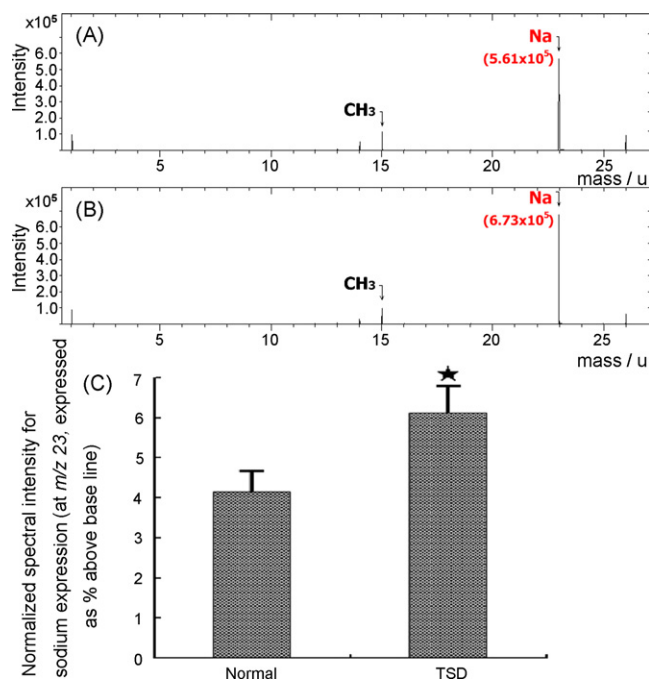 x10⁵
(A)
Na
(5.61x10⁵)
Intensity
6.0
5.0
4.0
3.0
2.0
1.0
CH₃
5
10
15
20
25
mass / u
x10⁵
(B)
Na
(6.73x10⁵)
Intensity
6.0
5.0
4.0
3.0
2.0
1.0
CH₃
5
10
15
20
25
mass / u
Normalized spectral intensity for
sodium expression (at m/z 23, expressed
as % above base line)
(C)
7
6
5
4
3
2
1
0
Normal
TSD